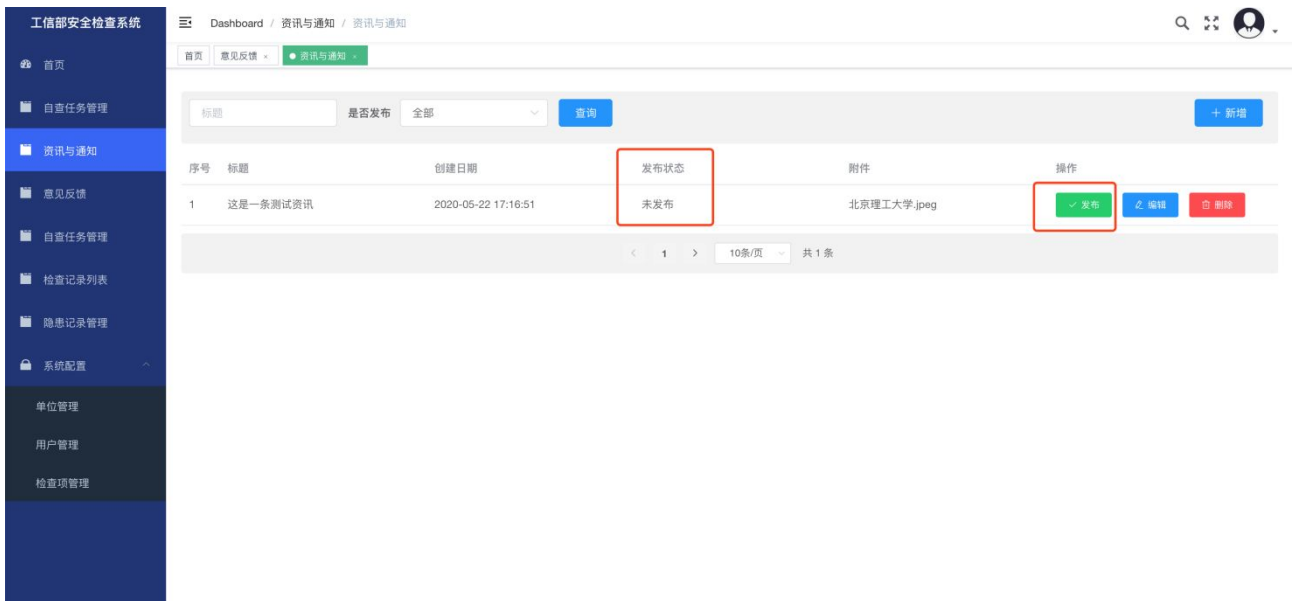 工信部安全检查系统
Dashboard / 资讯与通知 / 资讯与通知
首页 意见反馈 × ● 资讯与通知 ×
首页
自查任务管理
资讯与通知
意见反馈
自查任务管理
检查记录列表
隐患记录管理
系统配置
单位管理
用户管理
检查项管理
标题 是否发布 全部 查询 + 新增
序号 标题 创建日期 发布状态 附件 操作
1 这是一条测试资讯 2020-05-22 17:16:51 未发布 北京理工大学.jpeg 发布 编辑 删除
< 1 > 10条/页 共 1 条